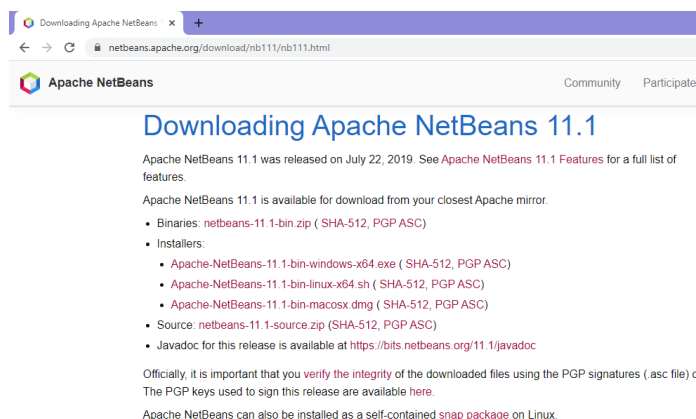 Downloading Apache NetBeans
netbeans.apache.org/download/nb111/nb111.html
Apache NetBeans Community Participate
Downloading Apache NetBeans 11.1
Apache NetBeans 11.1 was released on July 22, 2019. See Apache NetBeans 11.1 Features for a full list of
features.
Apache NetBeans 11.1 is available for download from your closest Apache mirror.
• Binaries: netbeans-11.1-bin.zip ( SHA-512, PGP ASC)
• Installers:
• Apache-NetBeans-11.1-bin-windows-x64.exe ( SHA-512, PGP ASC)
• Apache-NetBeans-11.1-bin-linux-x64.sh ( SHA-512, PGP ASC)
• Apache-NetBeans-11.1-bin-macosx.dmg ( SHA-512, PGP ASC)
• Source: netbeans-11.1-source.zip (SHA-512, PGP ASC)
• Javadoc for this release is available at https://bits.netbeans.org/11.1/javadoc
Officially, it is important that you verify the integrity of the downloaded files using the PGP signatures (.asc file)
The PGP keys used to sign this release are available here.
Apache NetBeans can also be installed as a self-contained snap package on Linux.